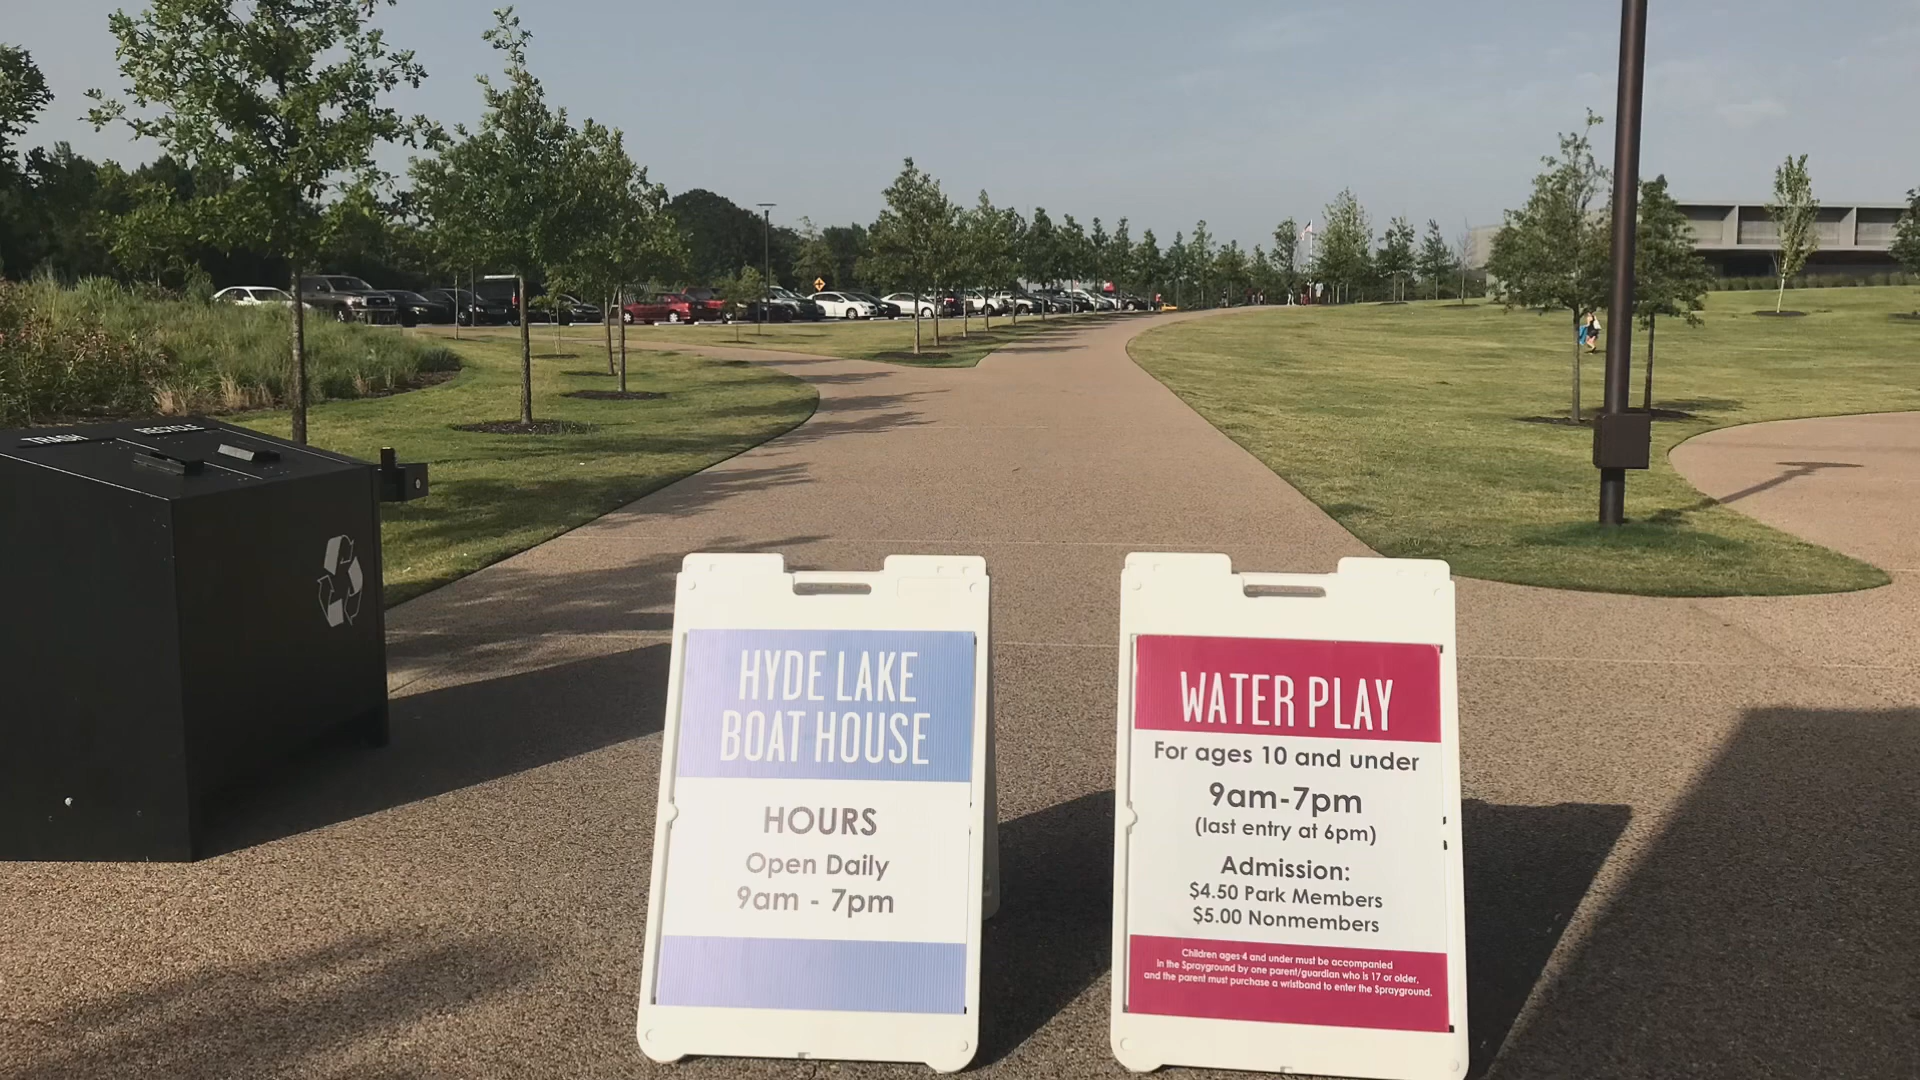 TRASH
RECYCLE
HYDE LAKE
BOAT HOUSE
HOURS
Open Daily
9am - 7pm
WATER PLAY
For ages 10 and under
9am-7pm
(last entry at 6pm)
Admission:
$4.50 Park Members
$5.00 Nonmembers
Children ages 4 and under must be accompanied
in the Sprayground by one parent/guardian who is 17 or older,
and the parent must purchase a wristband to enter the Sprayground.